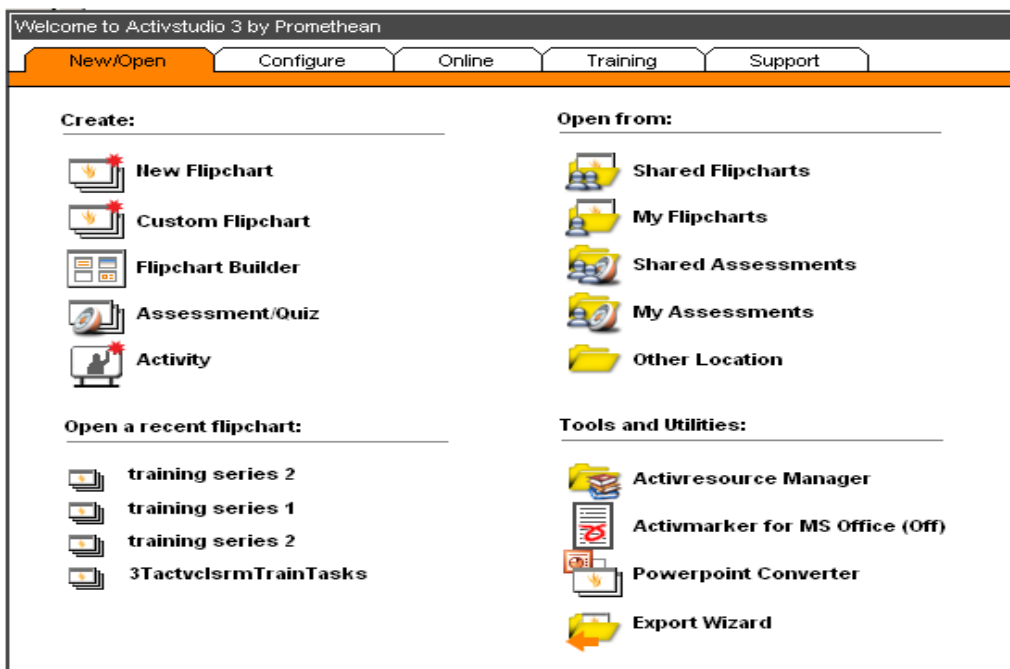 Welcome to Activstudio 3 by Promethean
New/Open
Configure
Online
Training
Support
Create:
New Flipchart
Custom Flipchart
Flipchart Builder
Assessment/Quiz
Activity
Open a recent flipchart:
training series 2
training series 1
training series 2
3TactvclsrmTrainTasks
Open from:
Shared Flipcharts
My Flipcharts
Shared Assessments
My Assessments
Other Location
Tools and Utilities:
Activresource Manager
Activmarker for MS Office (Off)
Powerpoint Converter
Export Wizard